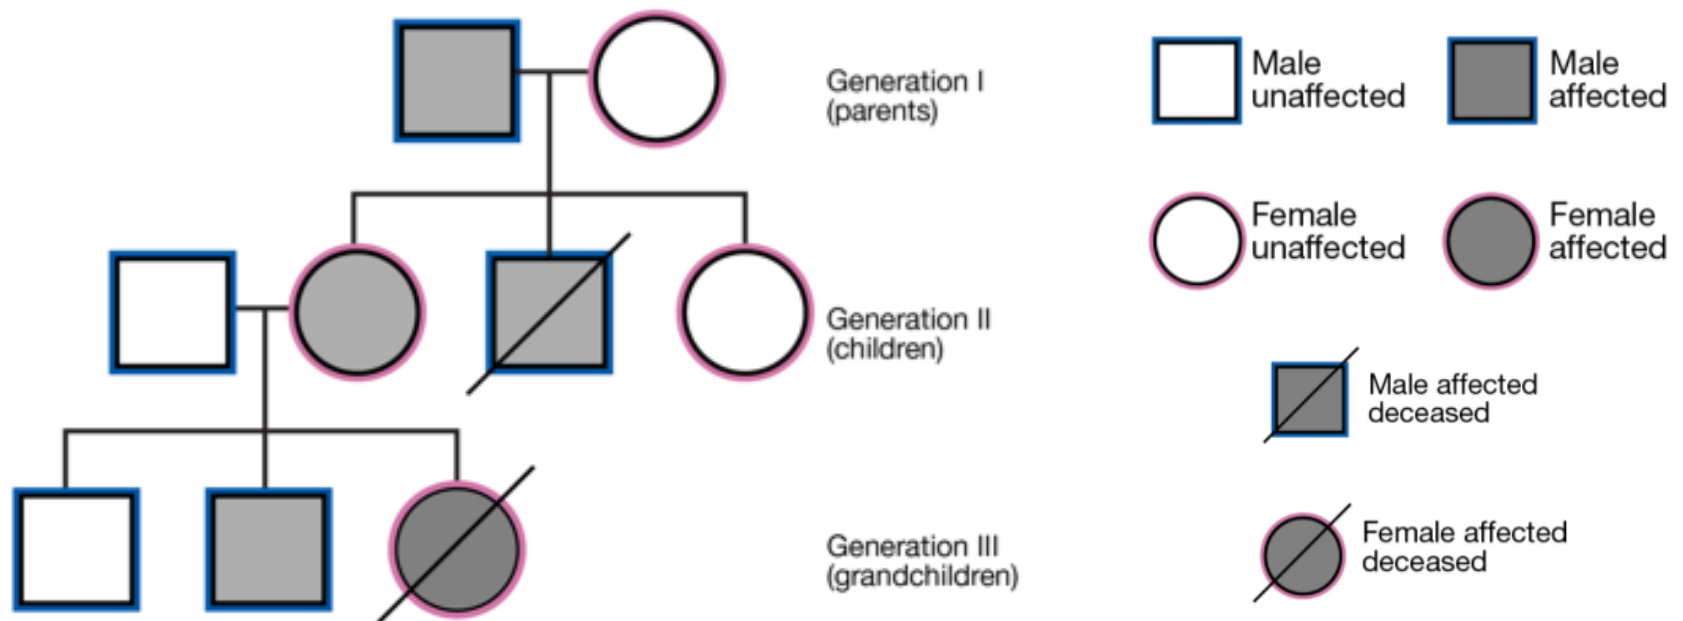 Generation I
(parents)
Generation II
(children)
Generation III
(grandchildren)
Male
unaffected
Male
affected
Female
unaffected
Female
affected
Male affected
deceased
Female affected
deceased